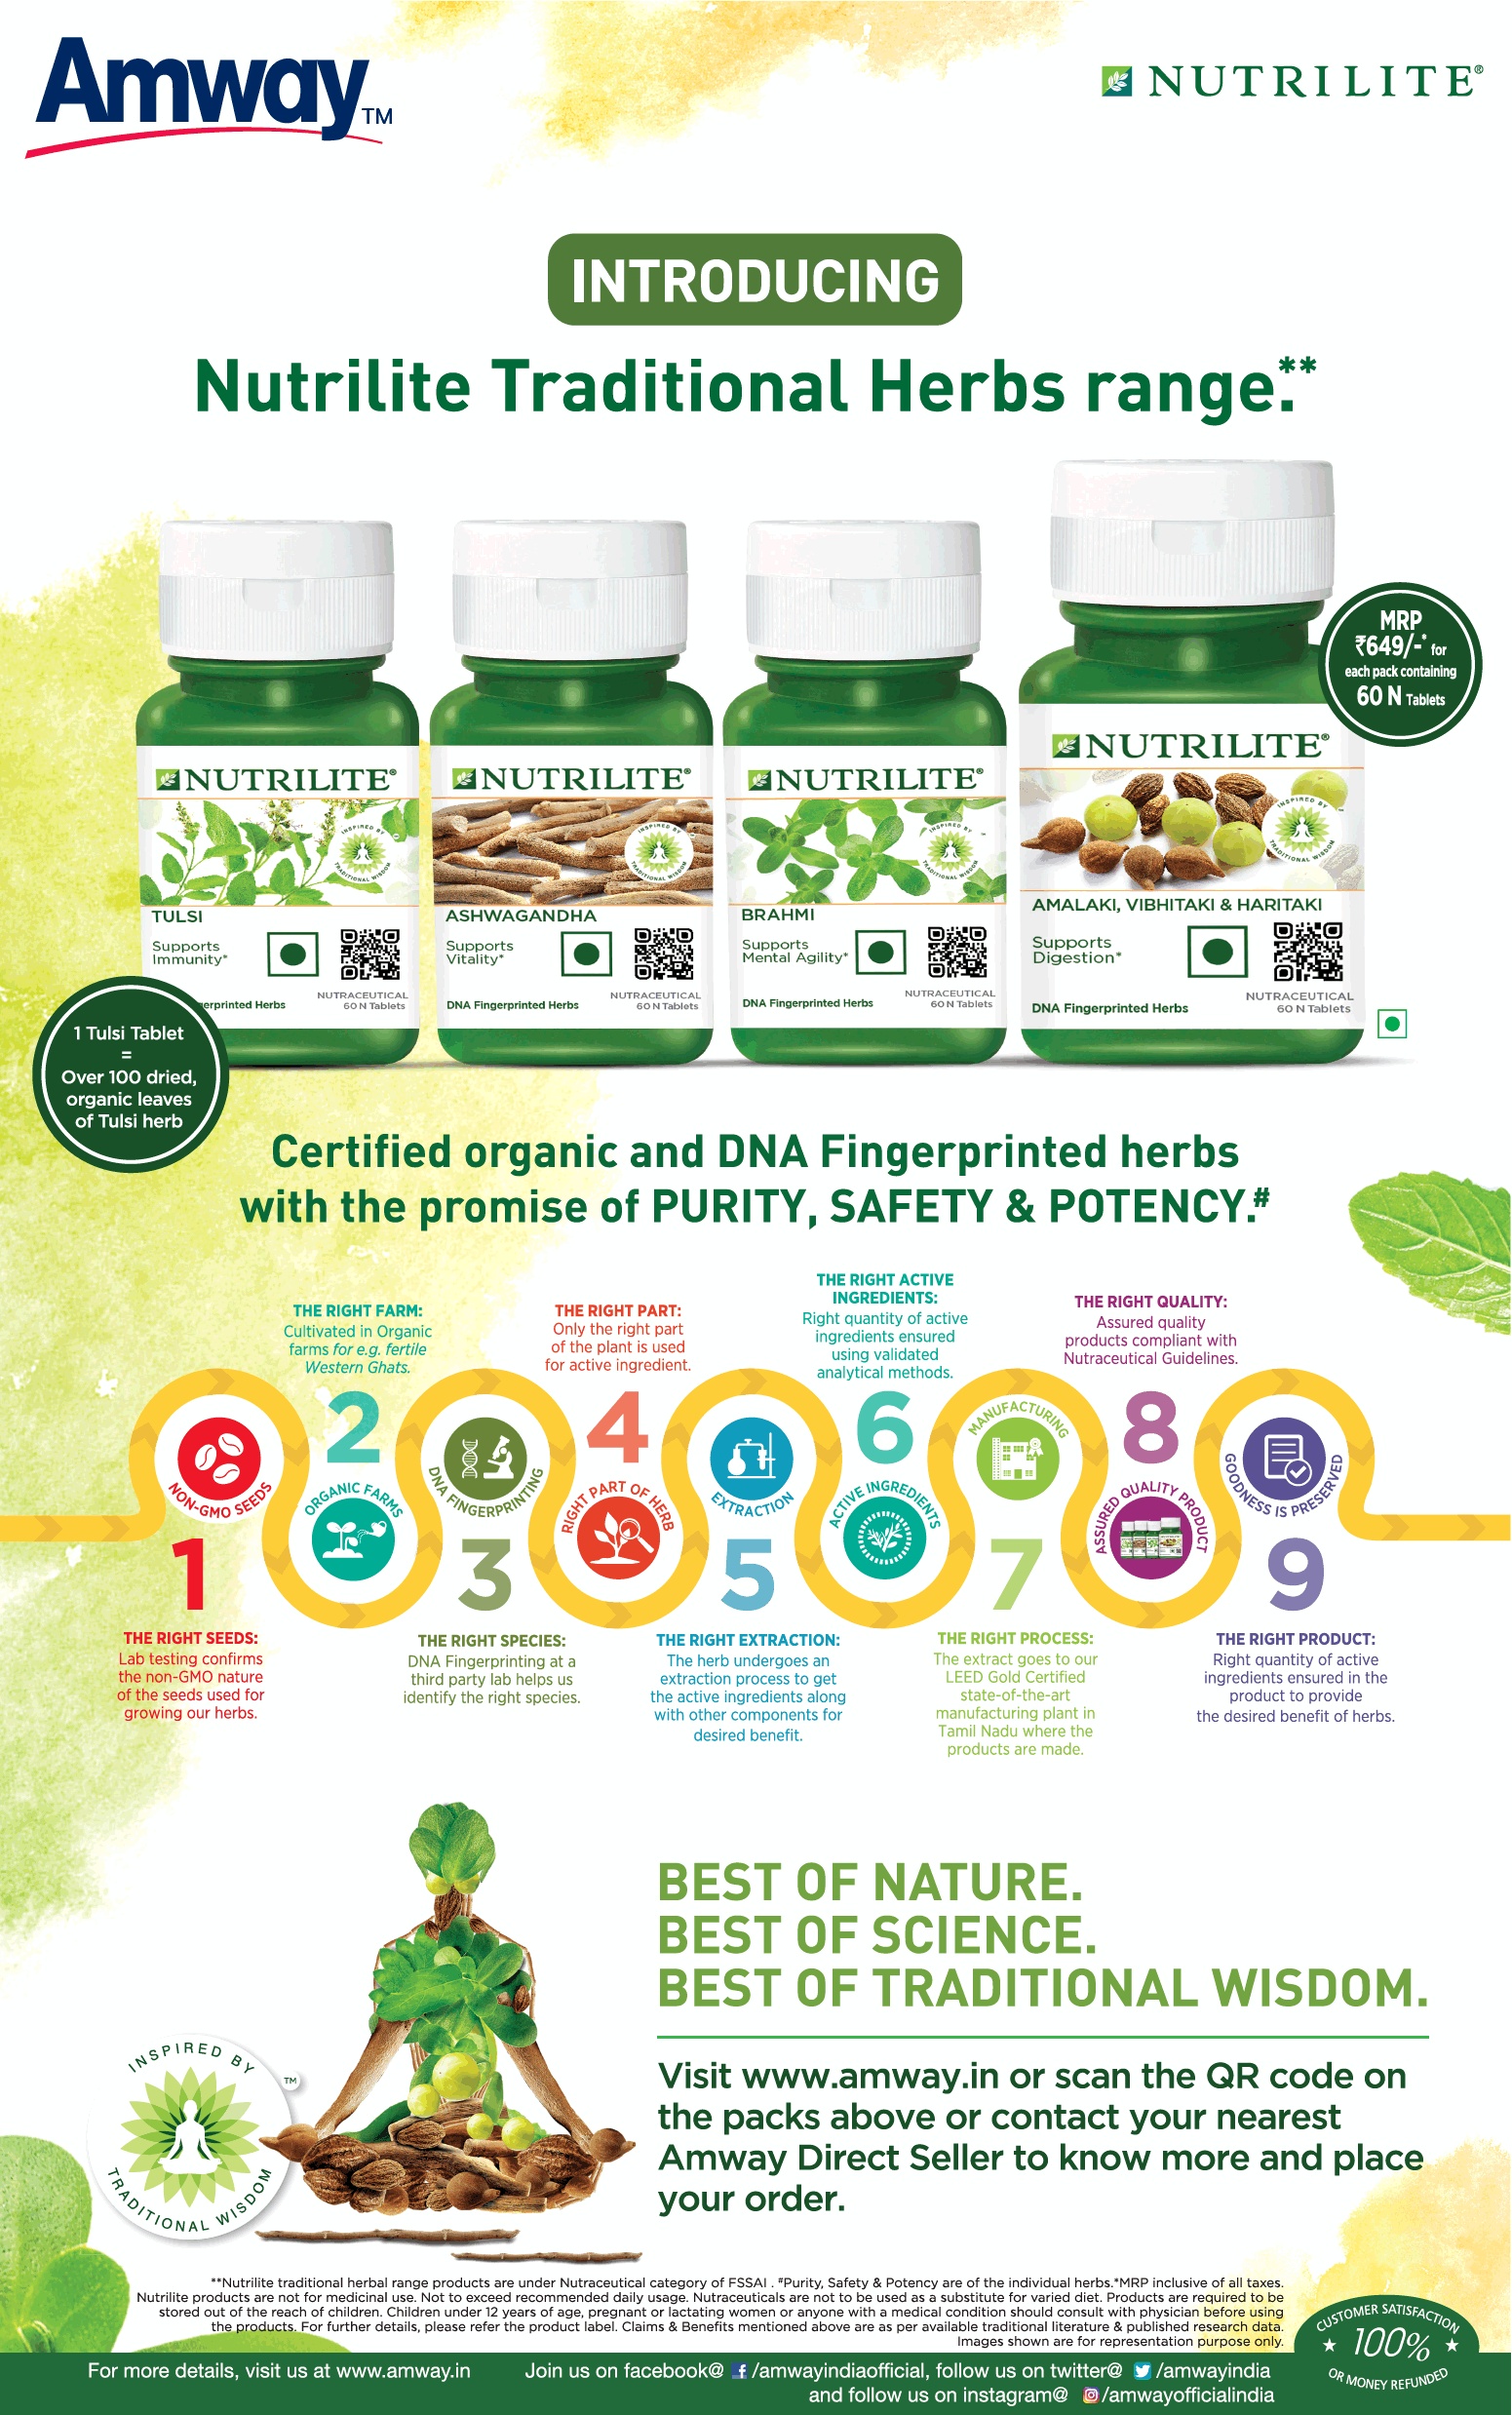 Amway™
NUTRILITE®
INTRODUCING
Nutrilite Traditional Herbs range.**
MRP
₹649/-* for
each pack containing
60 N Tablets
NUTRILITE®
INSPIRED BY
TRADITIONAL WISDOM
TULSI
Supports
Immunity*
NUTRACEUTICAL
60 N Tablets
erprinted Herbs
NUTRILITE®
INSPIRED BY
TRADITIONAL WISDOM
ASHWAGANDHA
Supports
Vitality*
DNA Fingerprinted Herbs
NUTRACEUTICAL
60 N Tablets
NUTRILITE®
INSPIRED BY
TRADITIONAL WISDOM
BRAHMI
Supports
Mental Agility*
DNA Fingerprinted Herbs
NUTRACEUTICAL
60 N Tablets
NUTRILITE®
INSPIRED BY
TRADITIONAL WISDOM
AMALAKI, VIBHITAKI & HARITAKI
Supports
Digestion*
DNA Fingerprinted Herbs
NUTRACEUTICAL
60 N Tablets
1 Tulsi Tablet
=
Over 100 dried,
organic leaves
of Tulsi herb
Certified organic and DNA Fingerprinted herbs
with the promise of PURITY, SAFETY & POTENCY.#
NON-GMO SEEDS
1
THE RIGHT SEEDS:
Lab testing confirms
the non-GMO nature
of the seeds used for
growing our herbs.
THE RIGHT FARM:
Cultivated in Organic
farms for e.g. fertile
Western Ghats.
2
ORGANIC FARMS
DNA FINGERPRINTING
3
THE RIGHT SPECIES:
DNA Fingerprinting at a
third party lab helps us
identify the right species.
THE RIGHT PART:
Only the right part
of the plant is used
for active ingredient.
4
RIGHT PART OF HERB
EXTRACTION
5
THE RIGHT EXTRACTION:
The herb undergoes an
extraction process to get
the active ingredients along
with other components for
desired benefit.
THE RIGHT ACTIVE
INGREDIENTS:
Right quantity of active
ingredients ensured
using validated
analytical methods.
6
ACTIVE INGREDIENTS
MANUFACTURING
7
THE RIGHT PROCESS:
The extract goes to our
LEED Gold Certified
state-of-the-art
manufacturing plant in
Tamil Nadu where the
products are made.
THE RIGHT QUALITY:
Assured quality
products compliant with
Nutraceutical Guidelines.
8
ASSURED QUALITY PRODUCT
GOODNESS IS PRESERVED
9
THE RIGHT PRODUCT:
Right quantity of active
ingredients ensured in the
product to provide
the desired benefit of herbs.
BEST OF NATURE.
BEST OF SCIENCE.
BEST OF TRADITIONAL WISDOM.
INSPIRED BY
TRADITIONAL WISDOM
TM
Visit www.amway.in or scan the QR code on
the packs above or contact your nearest
Amway Direct Seller to know more and place
your order.
**Nutrilite traditional herbal range products are under Nutraceutical category of FSSAI . #Purity, Safety & Potency are of the individual herbs.*MRP inclusive of all taxes.
Nutrilite products are not for medicinal use. Not to exceed recommended daily usage. Nutraceuticals are not to be used as a substitute for varied diet. Products are required to be
stored out of the reach of children. Children under 12 years of age, pregnant or lactating women or anyone with a medical condition should consult with physician before using
the products. For further details, please refer the product label. Claims & Benefits mentioned above are as per available traditional literature & published research data.
Images shown are for representation purpose only.
CUSTOMER SATISFACTION
100%
OR MONEY REFUNDED
For more details, visit us at www.amway.in
Join us on facebook@ /amwayindiaofficial, follow us on twitter@ /amwayindia
and follow us on instagram@ /amwayofficialindia